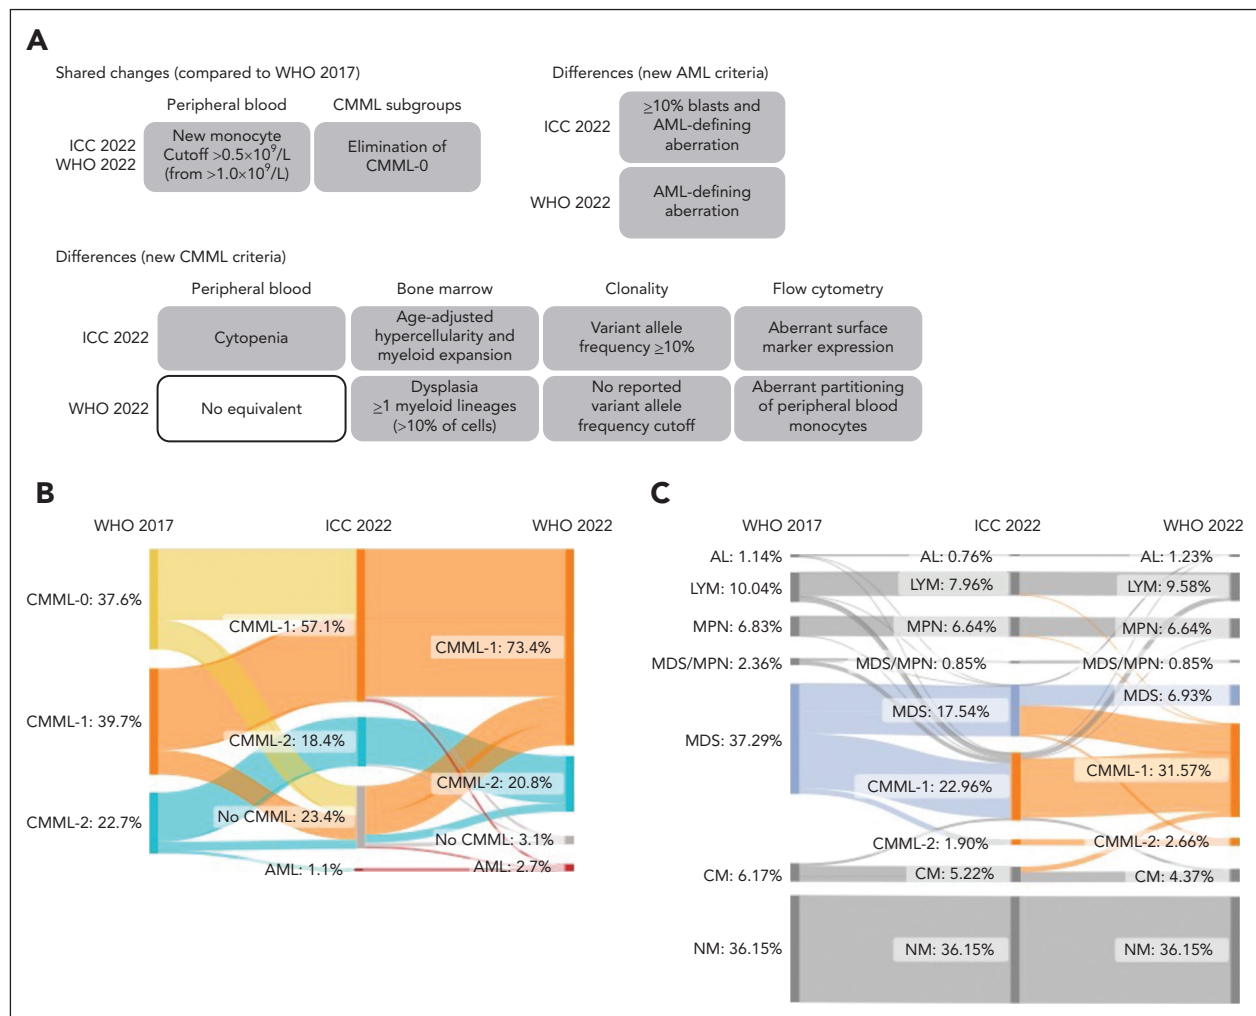 A
Shared changes (compared to WHO 2017)
Peripheral blood
CMML subgroups
ICC 2022
WHO 2022
New monocyte
Cutoff >0.5×10⁹/L
(from >1.0×10⁹/L)
Elimination of
CMML-0
Differences (new AML criteria)
ICC 2022
≥10% blasts and
AML-defining
aberration
WHO 2022
AML-defining
aberration
Differences (new CMML criteria)
Peripheral blood
Bone marrow
Clonality
Flow cytometry
ICC 2022
Cytopenia
Age-adjusted
hypercellularity and
myeloid expansion
Variant allele
frequency ≥10%
Aberrant surface
marker expression
WHO 2022
No equivalent
Dysplasia
≥1 myeloid lineages
(>10% of cells)
No reported
variant allele
frequency cutoff
Aberrant partitioning
of peripheral blood
monocytes
B
WHO 2017
ICC 2022
WHO 2022
CMML-0: 37.6%
CMML-1: 39.7%
CMML-2: 22.7%
CMML-1: 57.1%
CMML-2: 18.4%
No CMML: 23.4%
AML: 1.1%
CMML-1: 73.4%
CMML-2: 20.8%
No CMML: 3.1%
AML: 2.7%
C
WHO 2017
ICC 2022
WHO 2022
AL: 1.14%
LYM: 10.04%
MPN: 6.83%
MDS/MPN: 2.36%
MDS: 37.29%
CM: 6.17%
NM: 36.15%
AL: 0.76%
LYM: 7.96%
MPN: 6.64%
MDS/MPN: 0.85%
MDS: 17.54%
CMML-1: 22.96%
CMML-2: 1.90%
CM: 5.22%
NM: 36.15%
AL: 1.23%
LYM: 9.58%
MPN: 6.64%
MDS/MPN: 0.85%
MDS: 6.93%
CMML-1: 31.57%
CMML-2: 2.66%
CM: 4.37%
NM: 36.15%